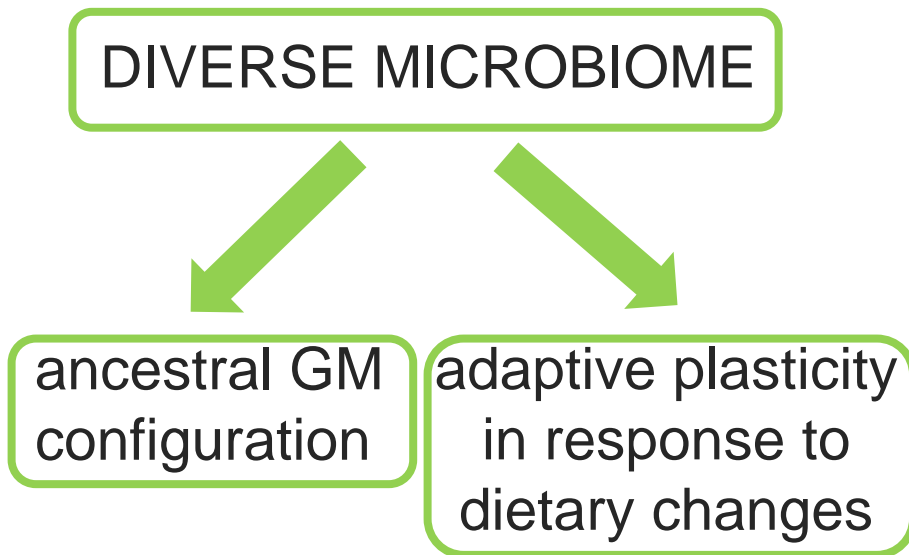 DIVERSE MICROBIOME
ancestral GM
configuration
adaptive plasticity
in response to
dietary changes